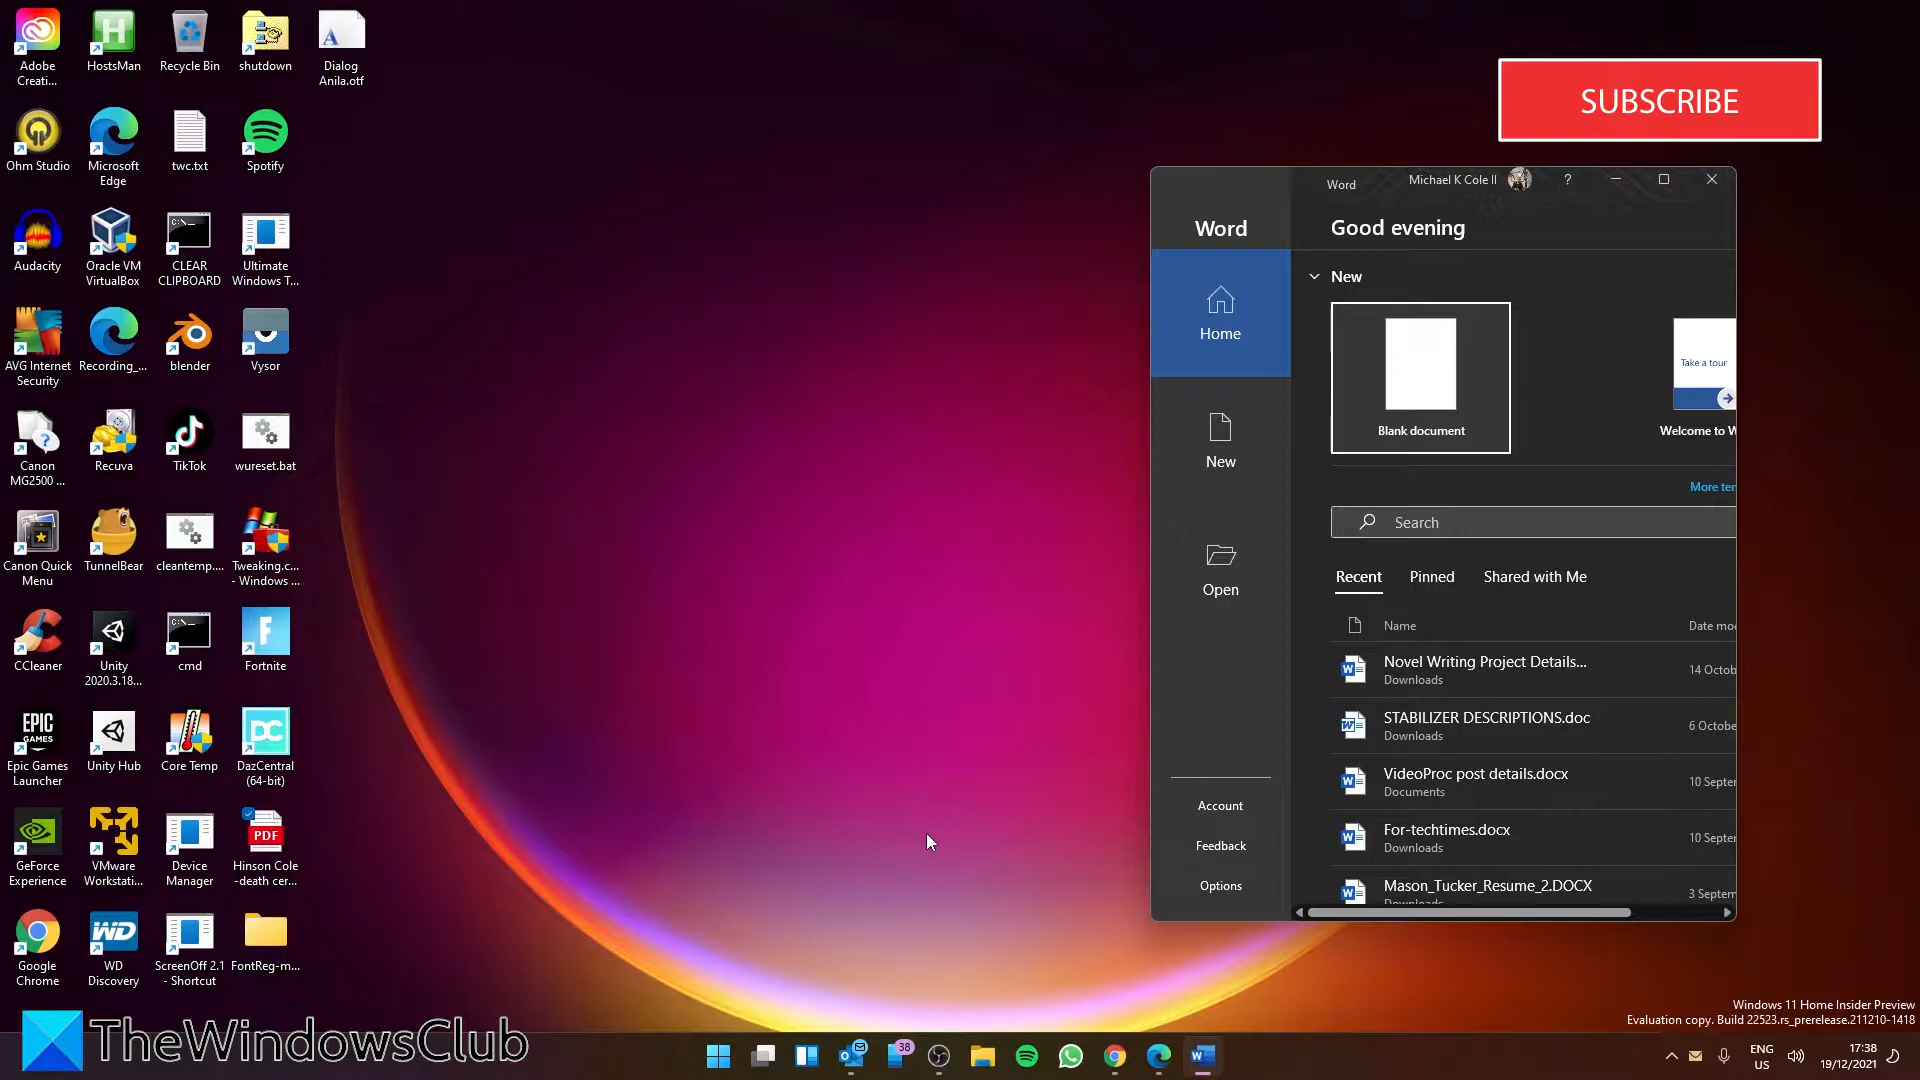 Adobe
Creati...
HostsMan
Recycle Bin
shutdown
A
Dialog
Anila.otf
H
Ohm Studio
Microsoft
Edge
twc.txt
Spotify
Audacity
Oracle VM
VirtualBox
C:\_
CLEAR
CLIPBOARD
Ultimate
Windows T...
AVG Internet
Security
Recording_...
blender
Vysor
Canon
MG2500 ...
Recuva
TikTok
wureset.bat
Canon Quick
Menu
TunnelBear
cleantemp....
Tweaking.c...
- Windows ...
CCleaner
Unity
2020.3.18...
C:\_
cmd
F
Fortnite
EPIC
GAMES
Epic Games
Launcher
Unity Hub
Core Temp
DC
DazCentral
(64-bit)
GeForce
Experience
VMware
Workstati...
Device
Manager
PDF
Hinson Cole
-death cer...
Google
Chrome
WD
WD
Discovery
ScreenOff 2.1
- Shortcut
FontReg-m...
TheWindowsClub
SUBSCRIBE
Word
Michael K Cole II
?
Word
Good evening
Home
New
Open
Account
Feedback
Options
New
Blank document
Take a tour
Welcome to W
More ter
Search
Recent Pinned Shared with Me
Name Date mo
Novel Writing Project Details...
Downloads
14 Octob
STABILIZER DESCRIPTIONS.doc
Downloads
6 Octobe
VideoProc post details.docx
Documents
10 Septer
For-techtimes.docx
Downloads
10 Septer
Mason_Tucker_Resume_2.DOCX
Downloads
3 Septem
Windows 11 Home Insider Preview
Evaluation copy. Build 22523.rs_prerelease.211210-1418
38
ENG
US
17:38
19/12/2021